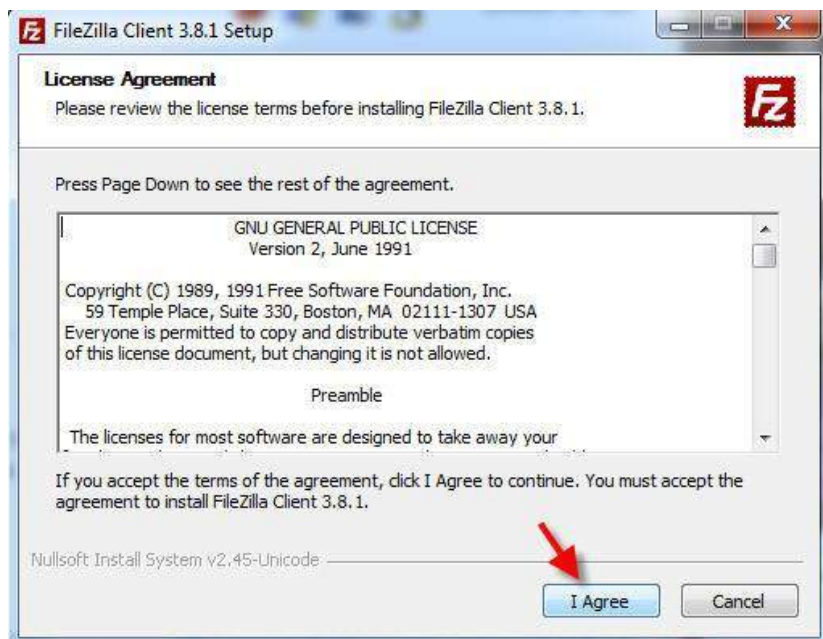 FileZilla Client 3.8.1 Setup
License Agreement
Please review the license terms before installing FileZilla Client 3.8.1.
Fz
Press Page Down to see the rest of the agreement.
GNU GENERAL PUBLIC LICENSE
Version 2, June 1991
Copyright (C) 1989, 1991 Free Software Foundation, Inc.
59 Temple Place, Suite 330, Boston, MA 02111-1307 USA
Everyone is permitted to copy and distribute verbatim copies
of this license document, but changing it is not allowed.
Preamble
The licenses for most software are designed to take away your
If you accept the terms of the agreement, click I Agree to continue. You must accept the
agreement to install FileZilla Client 3.8.1.
Nullsoft Install System v2.45-Unicode
I Agree Cancel